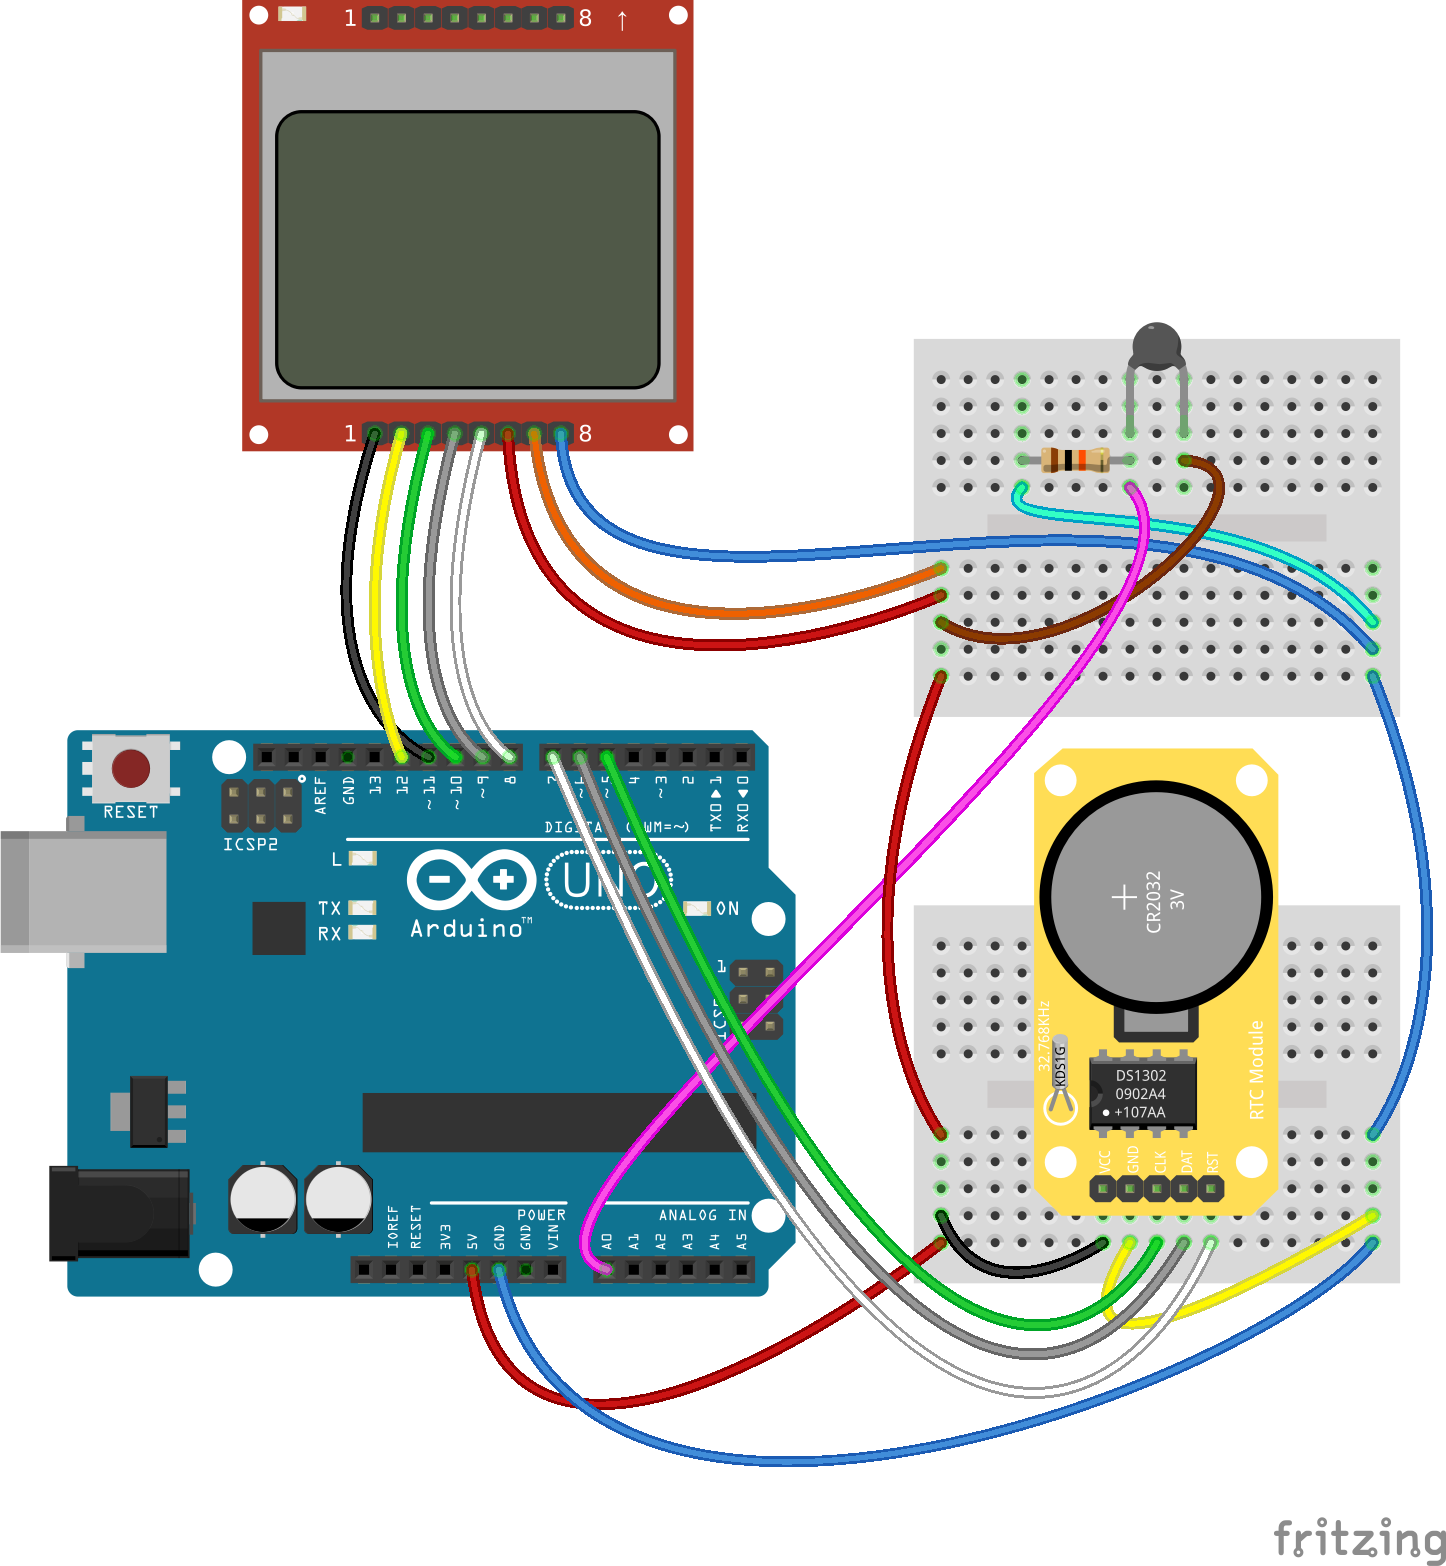 1 8 ↑
1 8
RESET
ICSP2
AREF
GND
13
12
~11
~10
~9
8
7
~5
4
~3
2
TX0▶1
RX0◀0
DIGITAL (PWM=~)
L
TX
RX
UNO
Arduino™
ON
1
ICSP
IOREF
RESET
3V3
5V
GND
GND
VIN
POWER
ANALOG IN
A0
A1
A2
A3
A4
A5
CR2032
3V
32.768KHz
KDS1G
DS1302
0902A4
+107AA
RTC Module
VCC
GND
CLK
DAT
RST
fritzing